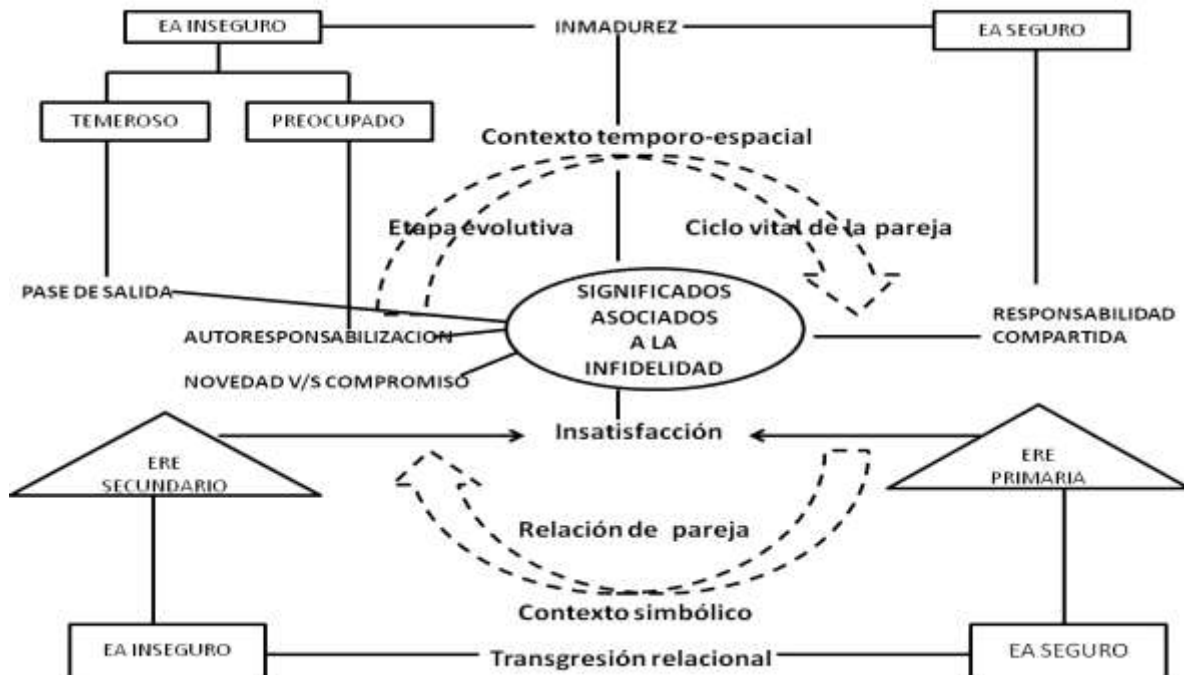 EA INSEGURO
INMADUREZ
EA SEGURO
TEMEROSO
PREOCUPADO
Contexto temporo-espacial
Etapa evolutiva
Ciclo vital de la pareja
PASE DE SALIDA
SIGNIFICADOS
ASOCIADOS
A LA
INFIDELIDAD
AUTORESPONSABILIZACION
RESPONSABILIDAD
COMPARTIDA
NOVEDAD V/S COMPROMISO
Insatisfacción
ERE
SECUNDARIO
ERE
PRIMARIA
Relación de pareja
Contexto simbólico
EA INSEGURO
Transgresión relacional
EA SEGURO